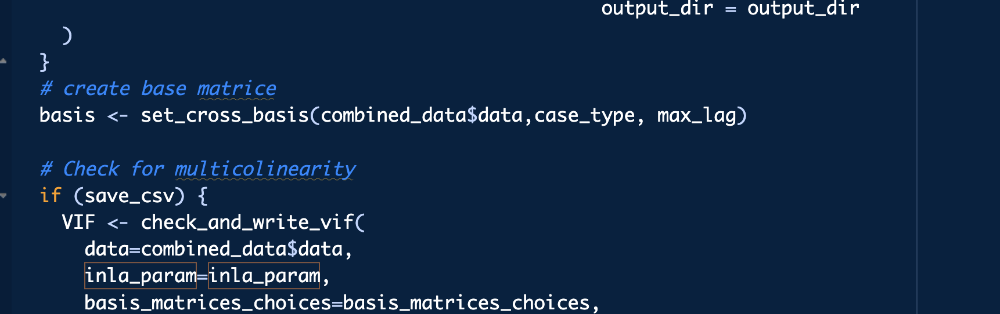 output_dir = output_dir
)
}
# create base matrice
basis <- set_cross_basis(combined_data$data,case_type, max_lag)
# Check for multicolinearity
if (save_csv) {
VIF <- check_and_write_vif(
data=combined_data$data,
inla_param=inla_param,
basis_matrices_choices=basis_matrices_choices,